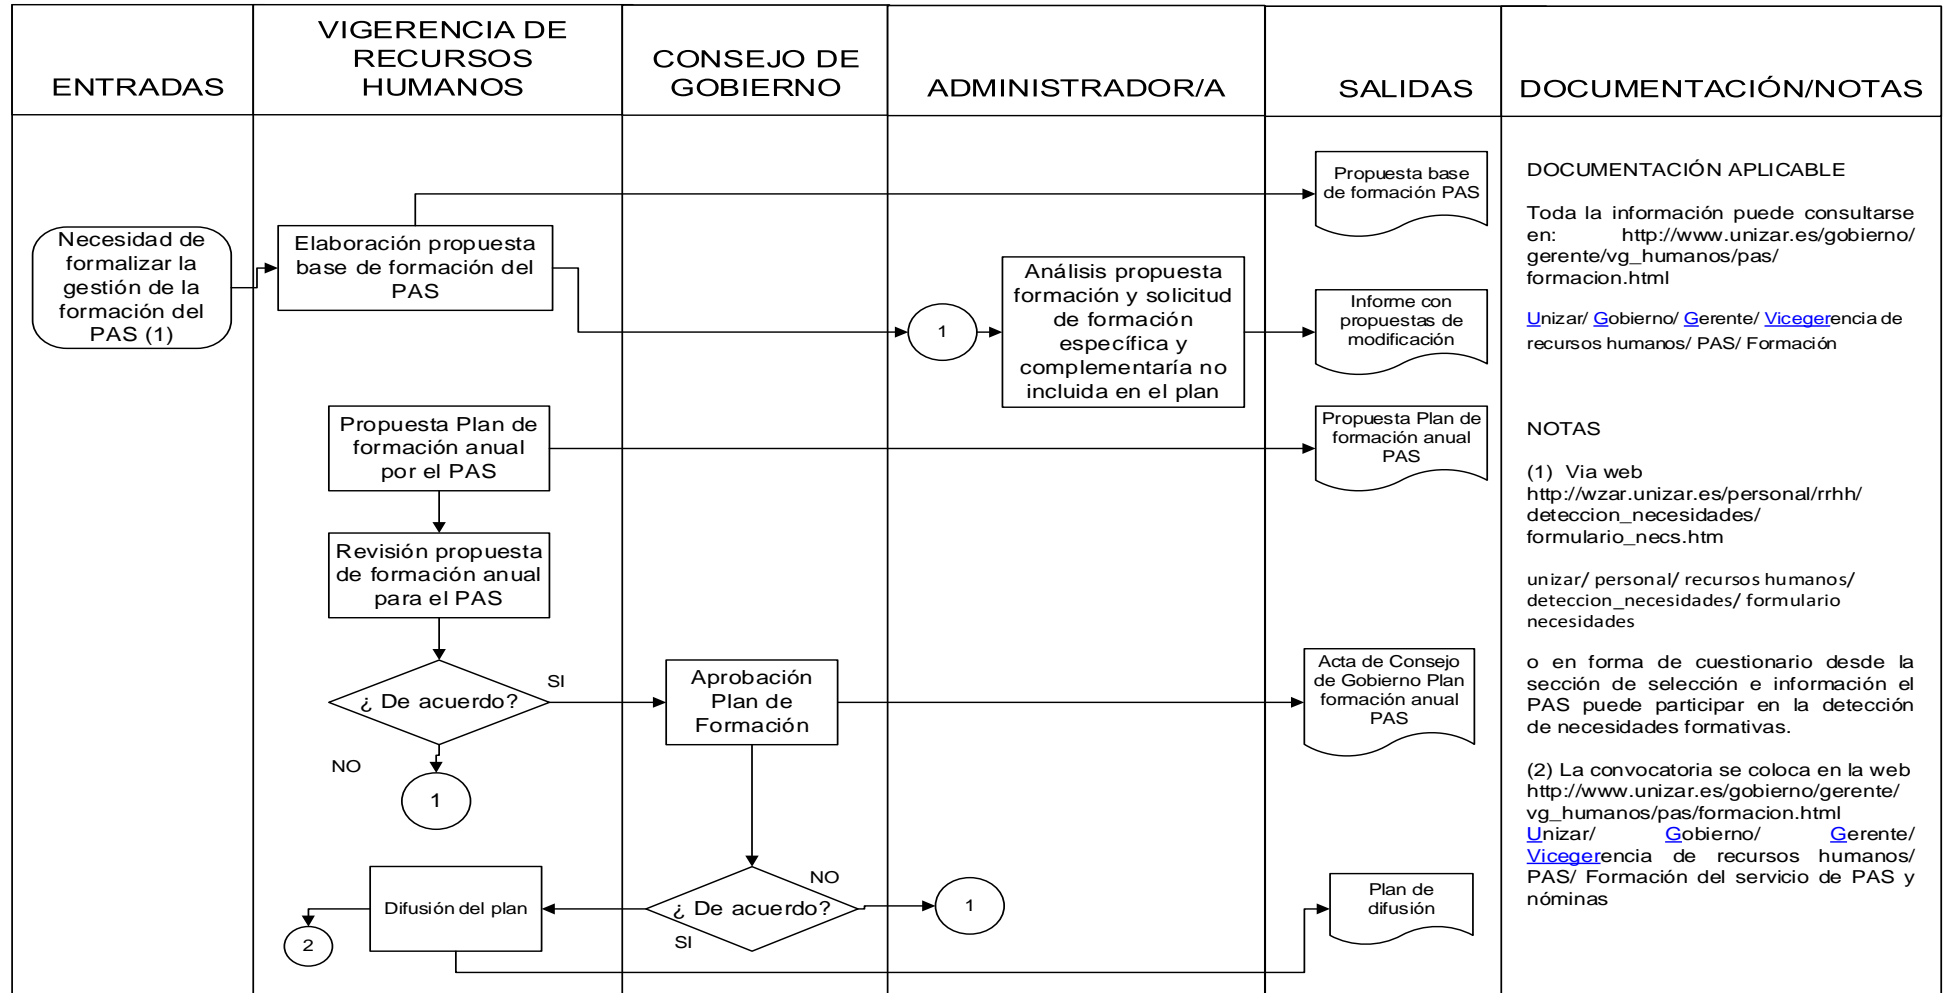 ENTRADAS
VIGERENCIA DE
RECURSOS
HUMANOS
CONSEJO DE
GOBIERNO
ADMINISTRADOR/A
SALIDAS
DOCUMENTACIÓN/NOTAS
Necesidad de
formalizar la
gestión de la
formación del
PAS (1)
Elaboración propuesta
base de formación del
PAS
1
Análisis propuesta
formación y solicitud
de formación
específica y
complementaría no
incluida en el plan
Propuesta base
de formación PAS
Informe con
propuestas de
modificación
Propuesta Plan de
formación anual
por el PAS
Propuesta Plan de
formación anual
PAS
Revisión propuesta
de formación anual
para el PAS
¿ De acuerdo?
SI
NO
1
Aprobación
Plan de
Formación
Acta de Consejo
de Gobierno Plan
formación anual
PAS
¿ De acuerdo?
NO
SI
1
Difusión del plan
2
Plan de
difusión
DOCUMENTACIÓN APLICABLE
Toda la información puede consultarse
en: http://www.unizar.es/gobierno/
gerente/vg_humanos/pas/
formacion.html
Unizar/ Gobierno/ Gerente/ Vicegerencia de
recursos humanos/ PAS/ Formación
NOTAS
(1) Via web
http://wzar.unizar.es/personal/rrhh/
deteccion_necesidades/
formulario_necs.htm
unizar/ personal/ recursos humanos/
deteccion_necesidades/ formulario
necesidades
o en forma de cuestionario desde la
sección de selección e información el
PAS puede participar en la detección
de necesidades formativas.
(2) La convocatoria se coloca en la web
http://www.unizar.es/gobierno/gerente/
vg_humanos/pas/formacion.html
Unizar/ Gobierno/ Gerente/
Vicegerencia de recursos humanos/
PAS/ Formación del servicio de PAS y
nóminas